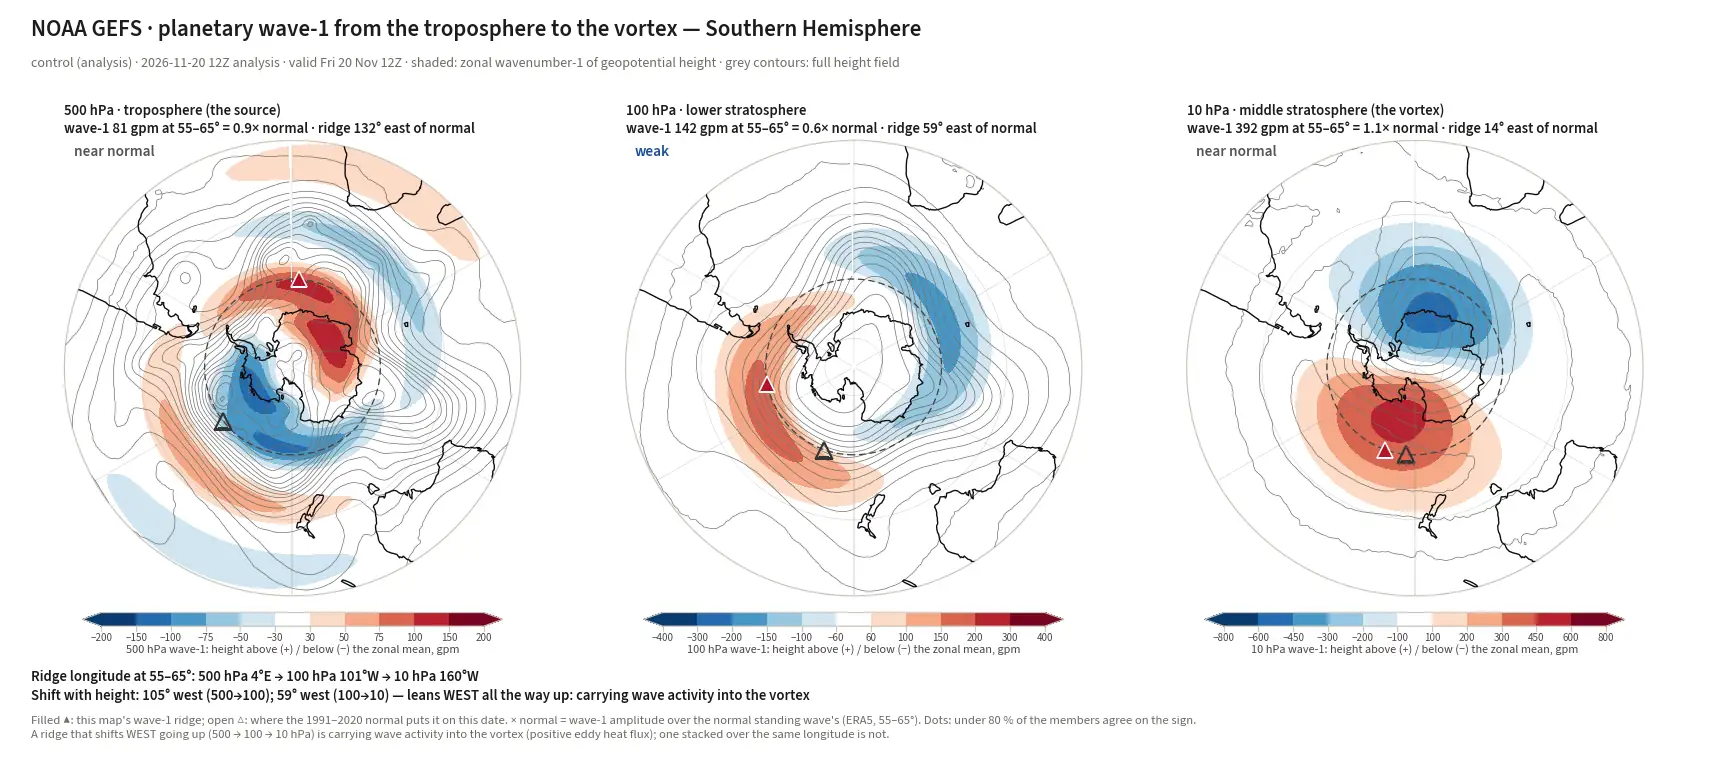 NOAA GEFS · planetary wave-1 from the troposphere to the vortex — Southern Hemisphere
control (analysis) · 2026-11-20 12Z analysis · valid Fri 20 Nov 12Z · shaded: zonal wavenumber-1 of geopotential height · grey contours: full height field
500 hPa · troposphere (the source)
wave-1 81 gpm at 55–65° = 0.9× normal · ridge 132° east of normal
near normal
100 hPa · lower stratosphere
wave-1 142 gpm at 55–65° = 0.6× normal · ridge 59° east of normal
weak
10 hPa · middle stratosphere (the vortex)
wave-1 392 gpm at 55–65° = 1.1× normal · ridge 14° east of normal
near normal
−200 −150 −100 −75 −50 −30 30 50 75 100 150 200
500 hPa wave-1: height above (+) / below (−) the zonal mean, gpm
−400 −300 −200 −150 −100 −60 60 100 150 200 300 400
100 hPa wave-1: height above (+) / below (−) the zonal mean, gpm
−800 −600 −450 −300 −200 −100 100 200 300 450 600 800
10 hPa wave-1: height above (+) / below (−) the zonal mean, gpm
Ridge longitude at 55–65°: 500 hPa 4°E → 100 hPa 101°W → 10 hPa 160°W
Shift with height: 105° west (500→100); 59° west (100→10) — leans WEST all the way up: carrying wave activity into the vortex
Filled ▲: this map's wave-1 ridge; open △: where the 1991–2020 normal puts it on this date. × normal = wave-1 amplitude over the normal standing wave's (ERA5, 55–65°). Dots: under 80 % of the members agree on the sign.
A ridge that shifts WEST going up (500 → 100 → 10 hPa) is carrying wave activity into the vortex (positive eddy heat flux); one stacked over the same longitude is not.